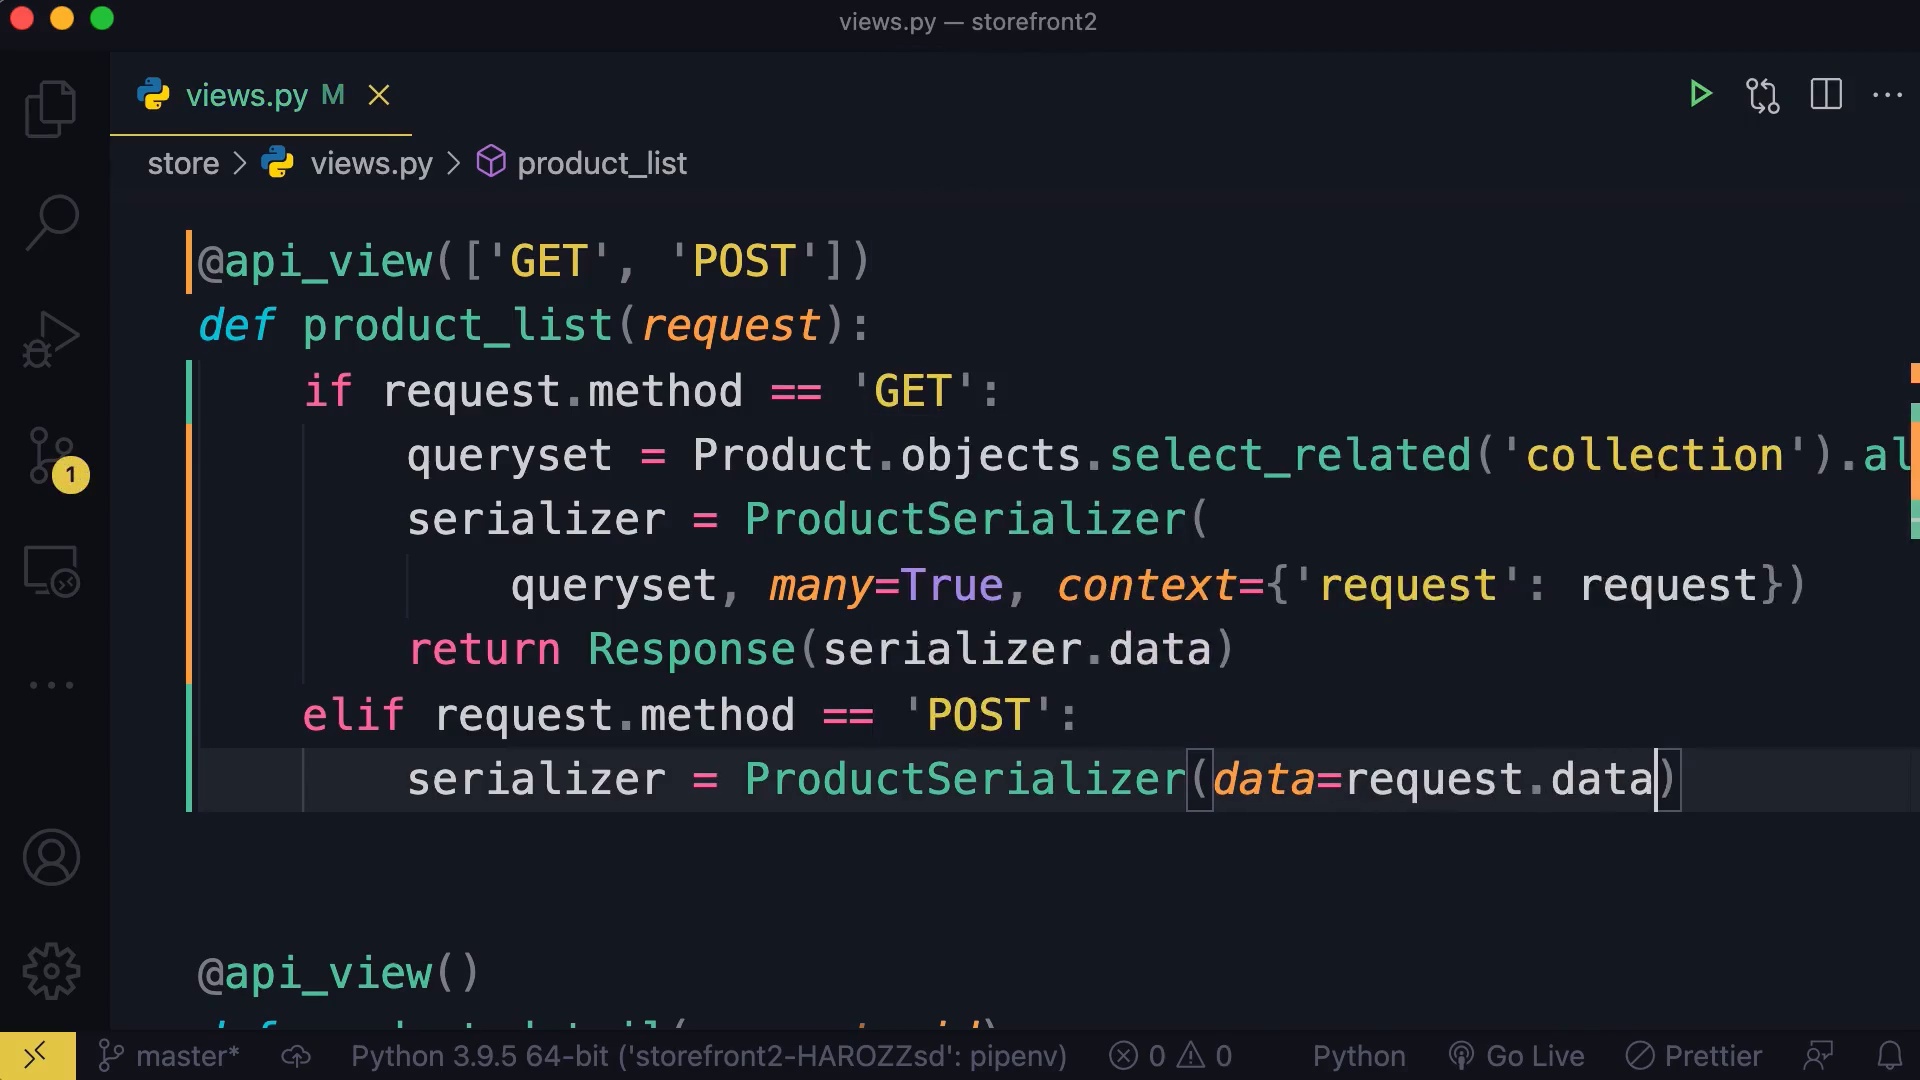 views.py — storefront2
views.py M
store > views.py > product_list
@api_view(['GET', 'POST'])
def product_list(request):
if request.method == 'GET':
queryset = Product.objects.select_related('collection').al
serializer = ProductSerializer(
queryset, many=True, context={'request': request})
return Response(serializer.data)
elif request.method == 'POST':
1
serializer = ProductSerializer(data=request.data)
@api_view()
master* Python 3.9.5 64-bit ('storefront2-HAROZZsd': pipenv) 0 0 Python Go Live Prettier